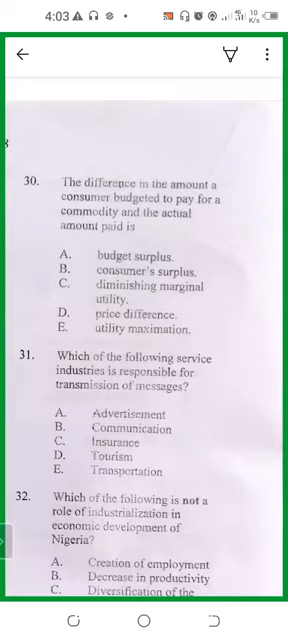 4:03
4G
10
K/s
30. The difference in the amount a
consumer budgeted to pay for a
commodity and the actual
amount paid is
A. budget surplus.
B. consumer's surplus.
C. diminishing marginal
utility.
D. price difference.
E. utility maximation.
31. Which of the following service
industries is responsible for
transmission of messages?
A. Advertisement
B. Communication
C. Insurance
D. Tourism
E. Transportation
32. Which of the following is not a
role of industrialization in
economic development of
Nigeria?
A. Creation of employment
B. Decrease in productivity
C. Diversification of the